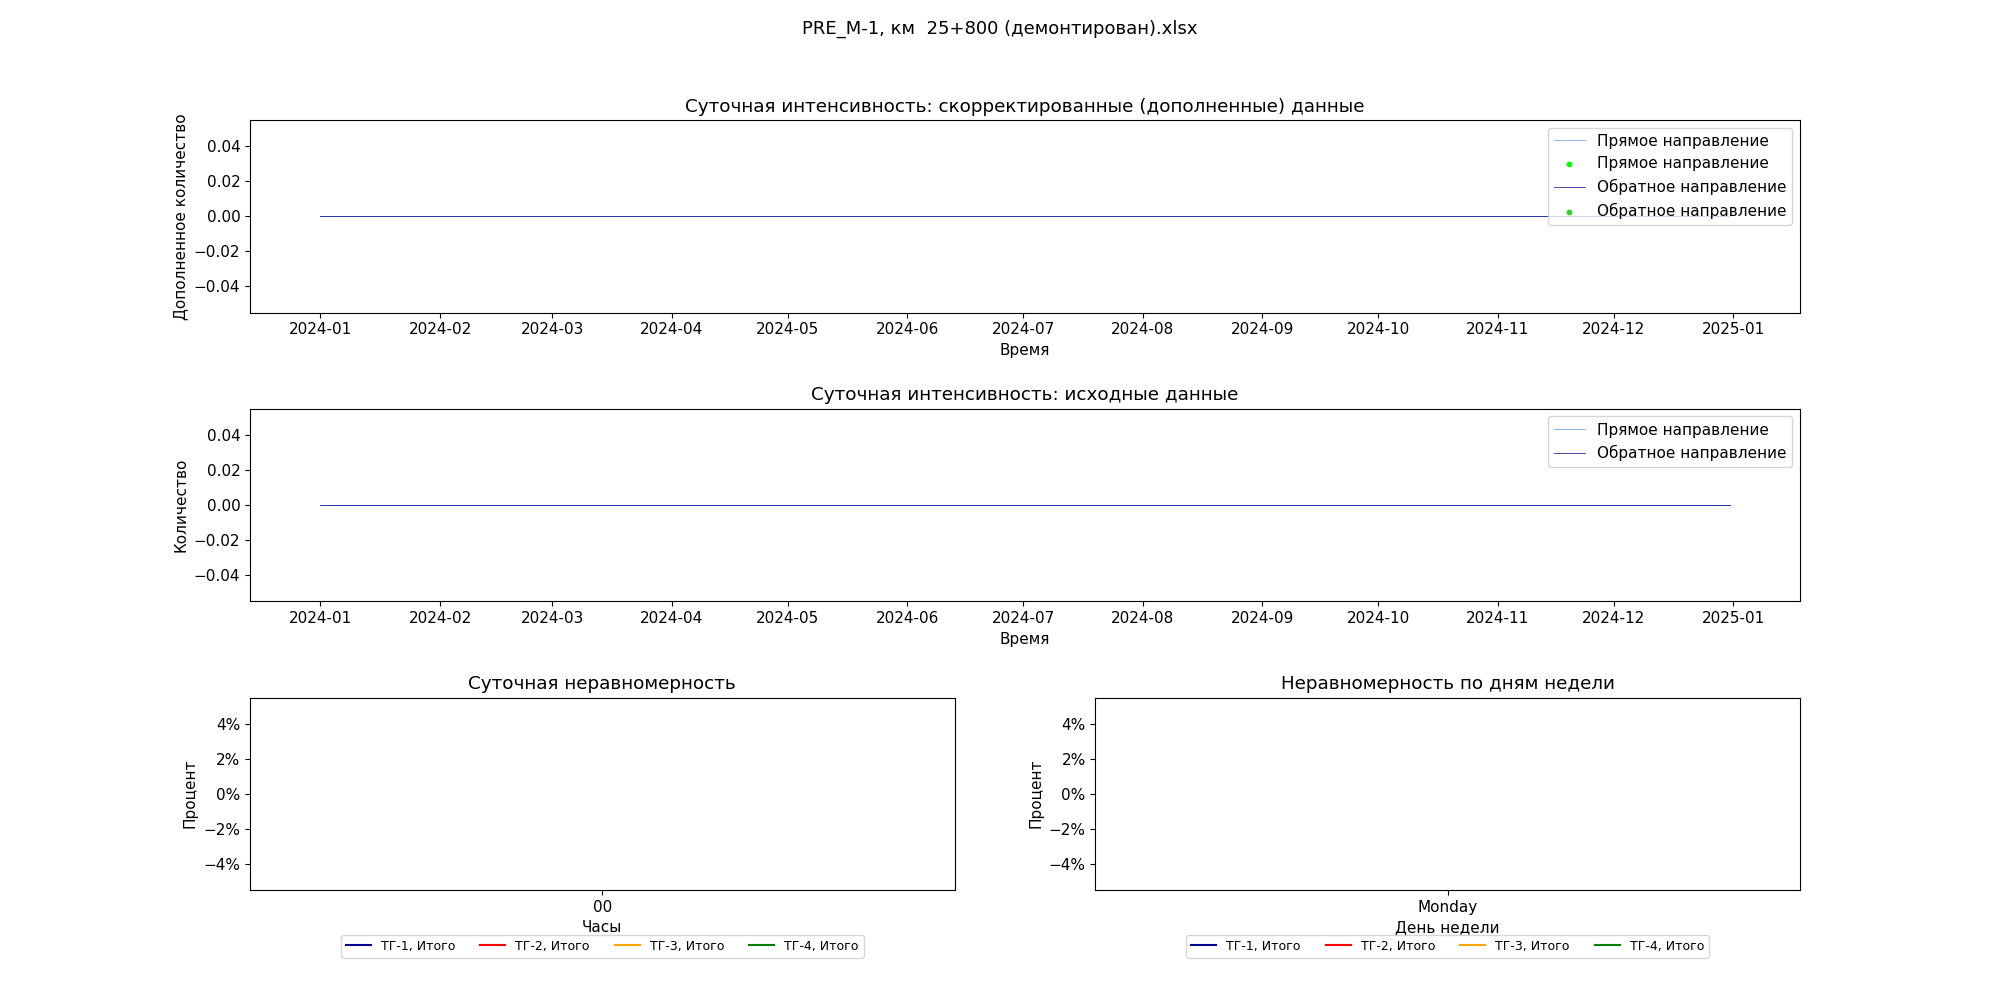 PRE_M-1, км  25+800 (демонтирован).xlsx
Суточная интенсивность: скорректированные (дополненные) данные
Дополненное количество
0.04
0.02
0.00
−0.02
−0.04
Прямое направление
Прямое направление
Обратное направление
Обратное направление
2024-01 2024-02 2024-03 2024-04 2024-05 2024-06 2024-07 2024-08 2024-09 2024-10 2024-11 2024-12 2025-01
Время
Суточная интенсивность: исходные данные
Количество
0.04
0.02
0.00
−0.02
−0.04
Прямое направление
Обратное направление
2024-01 2024-02 2024-03 2024-04 2024-05 2024-06 2024-07 2024-08 2024-09 2024-10 2024-11 2024-12 2025-01
Время
Суточная неравномерность
Процент
4%
2%
0%
−2%
−4%
00
Часы
ТГ-1, Итого ТГ-2, Итого ТГ-3, Итого ТГ-4, Итого
Неравномерность по дням недели
Процент
4%
2%
0%
−2%
−4%
Monday
День недели
ТГ-1, Итого ТГ-2, Итого ТГ-3, Итого ТГ-4, Итого